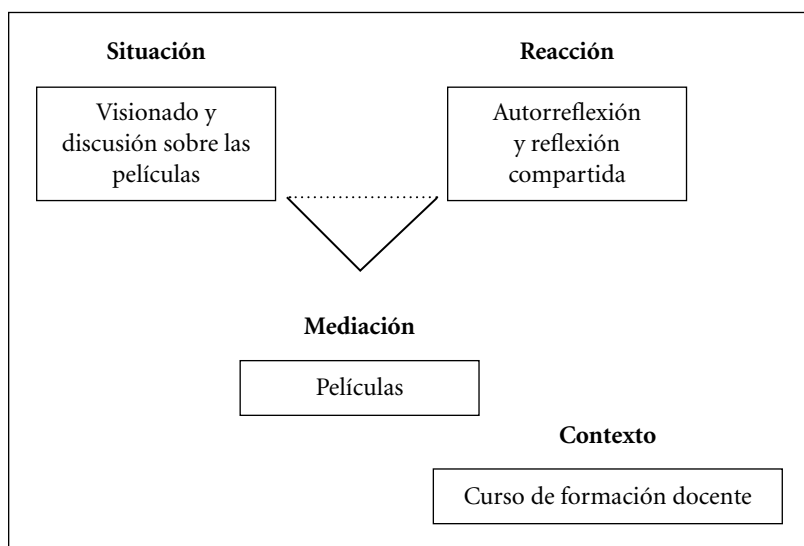 Situación
Visionado y
discusión sobre las
películas
Reacción
Autorreflexión
y reflexión
compartida
Mediación
Películas
Contexto
Curso de formación docente